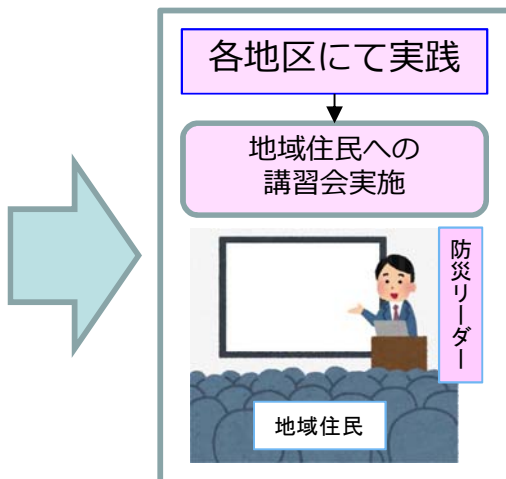 各地区にて実践
地域住民への
講習会実施
防災リーダー
地域住民